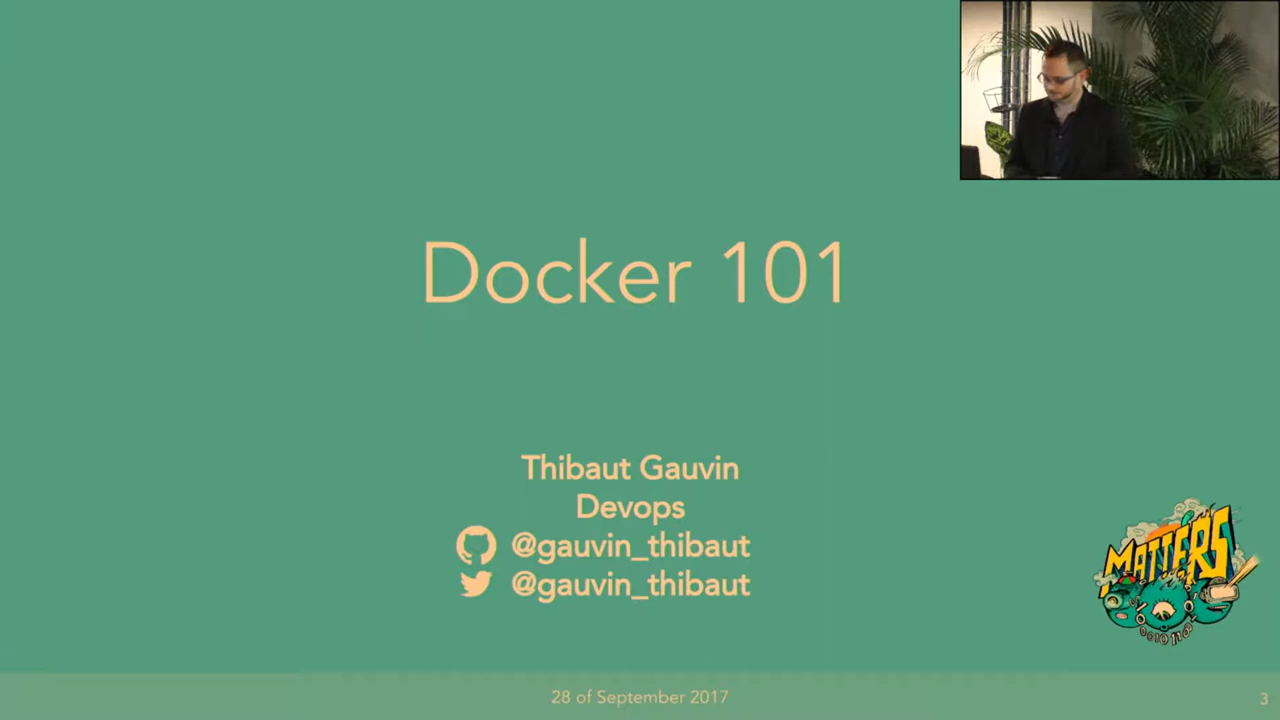 Docker 101
Thibaut Gauvin
Devops
@gauvin_thibaut
@gauvin_thibaut
MATTERS
28 of September 2017
3